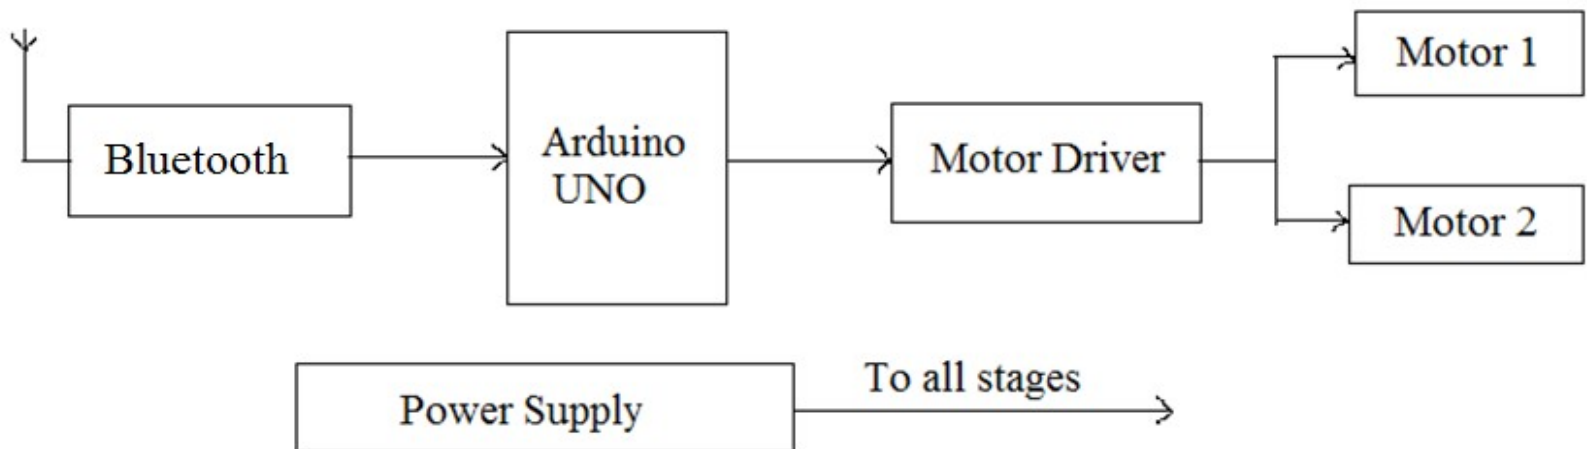 Bluetooth
Arduino
UNO
Motor Driver
Motor 1
Motor 2
Power Supply
To all stages